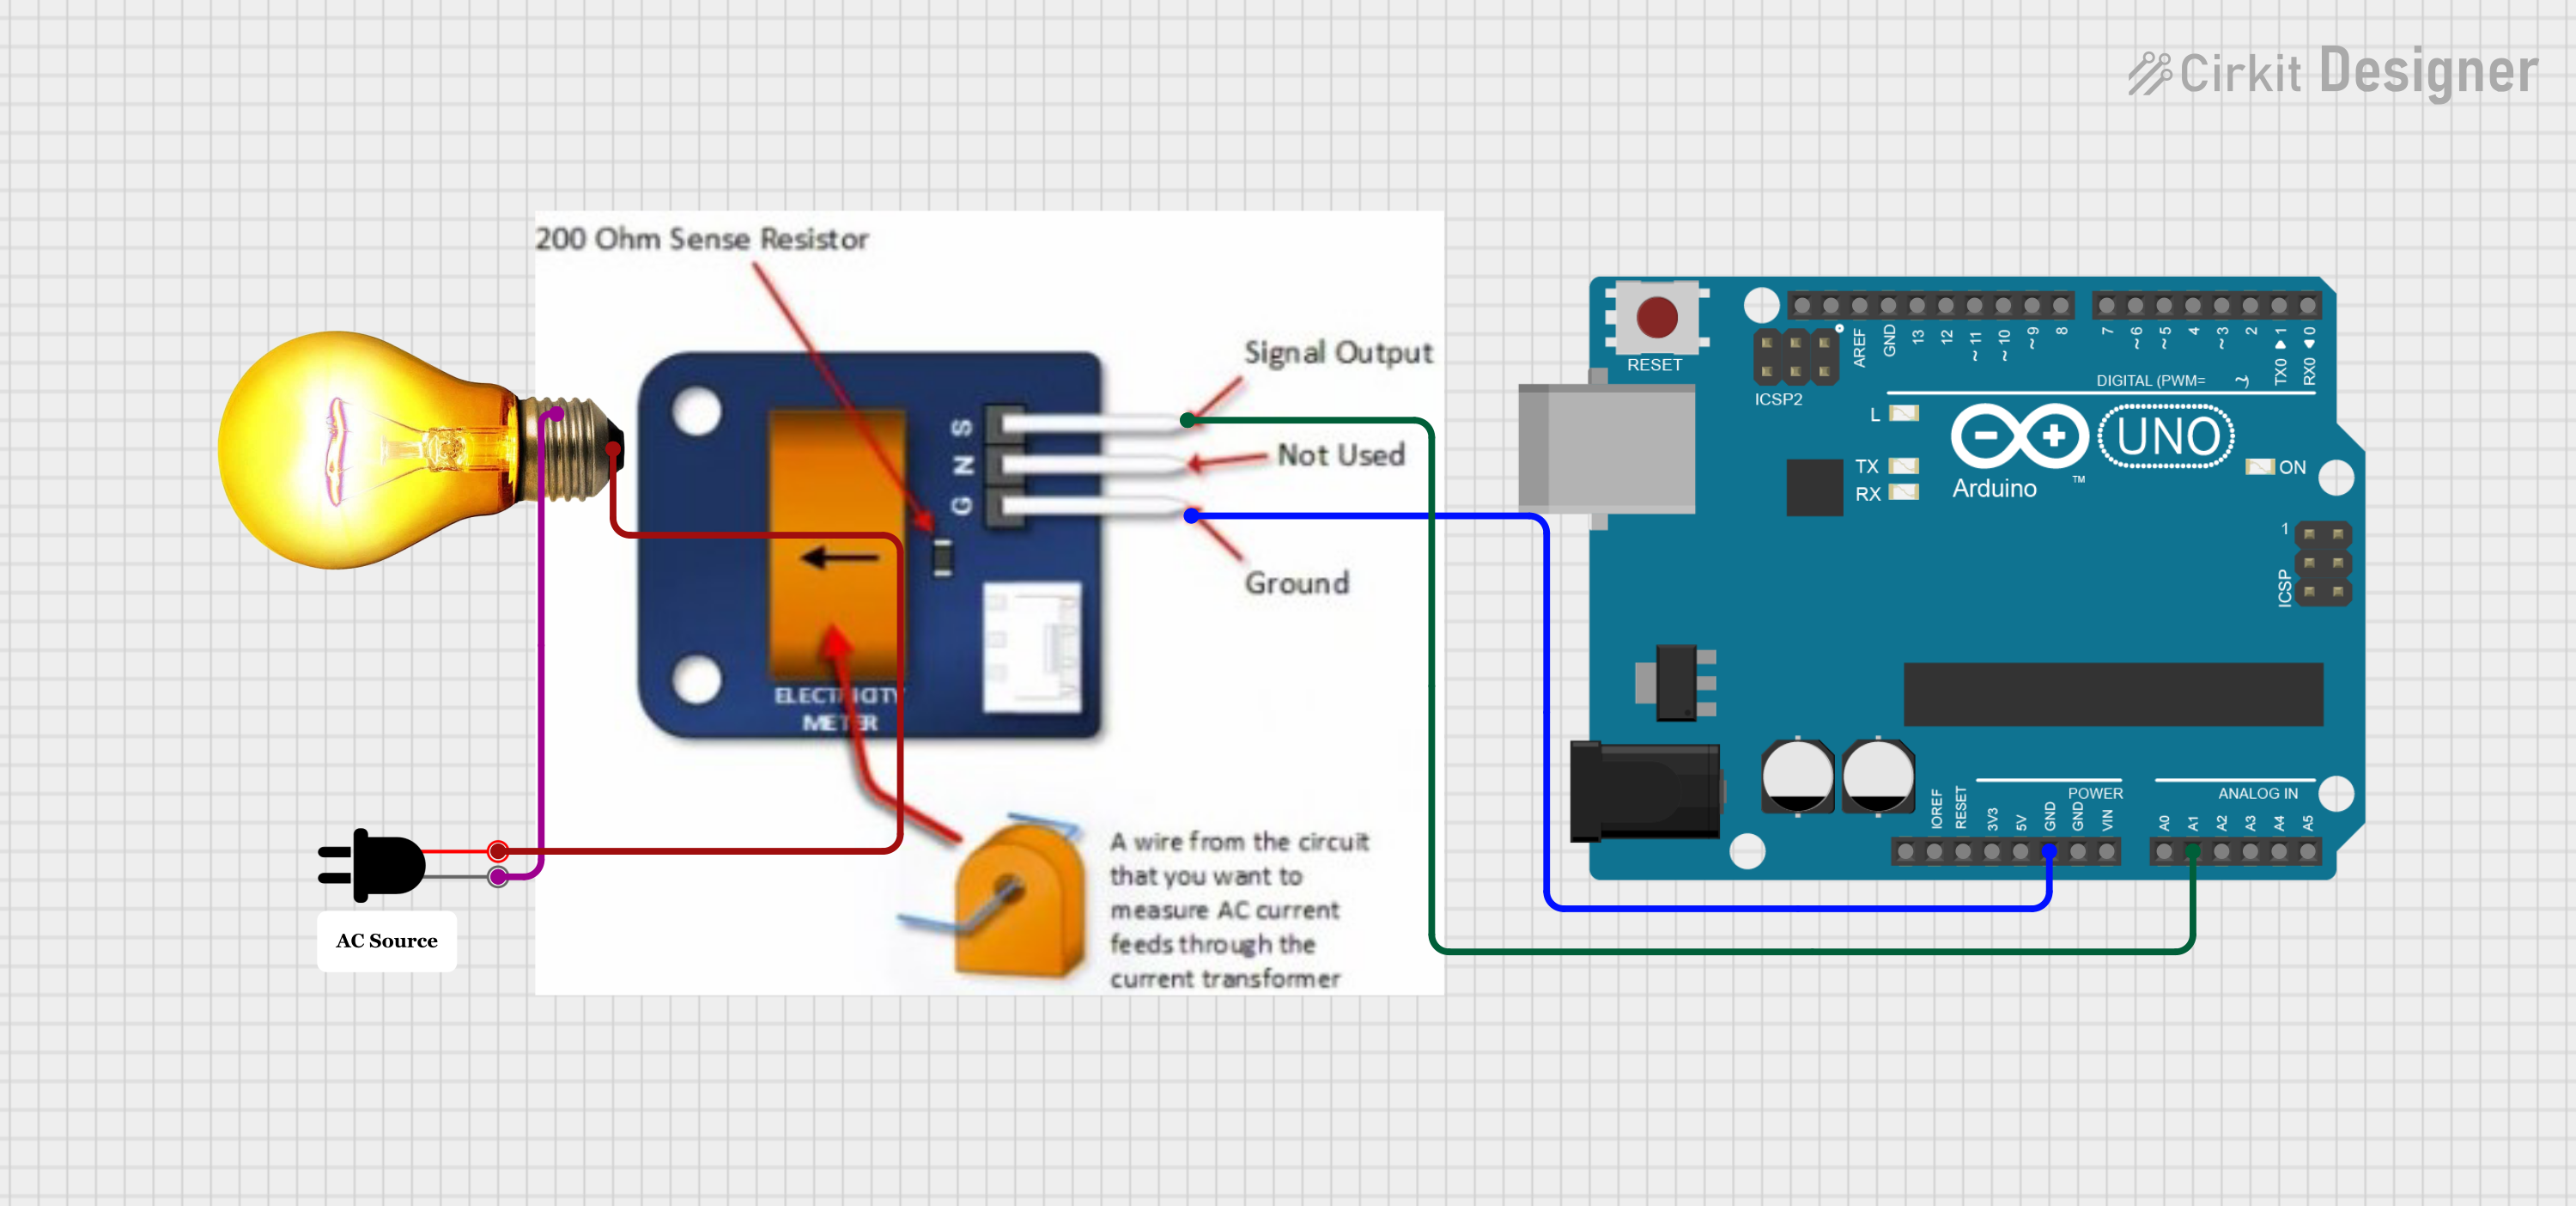 Cirkit Designer
200 Ohm Sense Resistor
Signal Output
Not Used
Ground
S
N
G
ELECTRICITY
METER
A wire from the circuit
that you want to
measure AC current
feeds through the
current transformer
AC Source
RESET
ICSP2
AREF
GND
13
12
~ 11
~ 10
~ 9
8
7
~ 6
~ 5
4
~ 3
2
TX0 ▶ 1
RX0 ◀ 0
DIGITAL (PWM= ~)
L
TX
RX
UNO
Arduino
TM
ON
1
ICSP
POWER
ANALOG IN
IOREF
RESET
3V3
5V
GND
GND
VIN
A0
A1
A2
A3
A4
A5